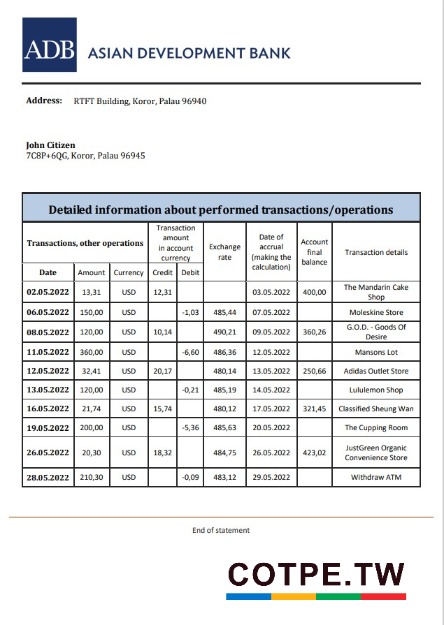 ADB ASIAN DEVELOPMENT BANK
Address: RTFT Building, Koror, Palau 96940
John Citizen
7C8P+6QG, Koror, Palau 96945
Detailed information about performed transactions/operations
Transactions, other operations
Transaction
amount
in account
currency
Exchange
rate
Date of
accrual
(making the
calculation)
Account
final
balance
Transaction details
Date Amount Currency Credit Debit
02.05.2022 13,31 USD 12,31 03.05.2022 400,00 The Mandarin Cake
Shop
06.05.2022 150,00 USD -1,03 485,44 07.05.2022 Moleskine Store
08.05.2022 120,00 USD 10,14 490,21 09.05.2022 360,26 G.O.D. - Goods Of
Desire
11.05.2022 360,00 USD -6,60 486,36 12.05.2022 Mansons Lot
12.05.2022 32,41 USD 20,17 480,14 13.05.2022 250,66 Adidas Outlet Store
13.05.2022 120,00 USD -0,21 485,19 14.05.2022 Lululemon Shop
16.05.2022 21,74 USD 15,74 480,12 17.05.2022 321,45 Classified Sheung Wan
19.05.2022 200,00 USD -5,36 485,63 20.05.2022 The Cupping Room
26.05.2022 20,30 USD 18,32 484,75 26.05.2022 423,02 JustGreen Organic
Convenience Store
28.05.2022 210,30 USD -0,09 483,12 29.05.2022 Withdraw ATM
End of statement
COTPE.TW